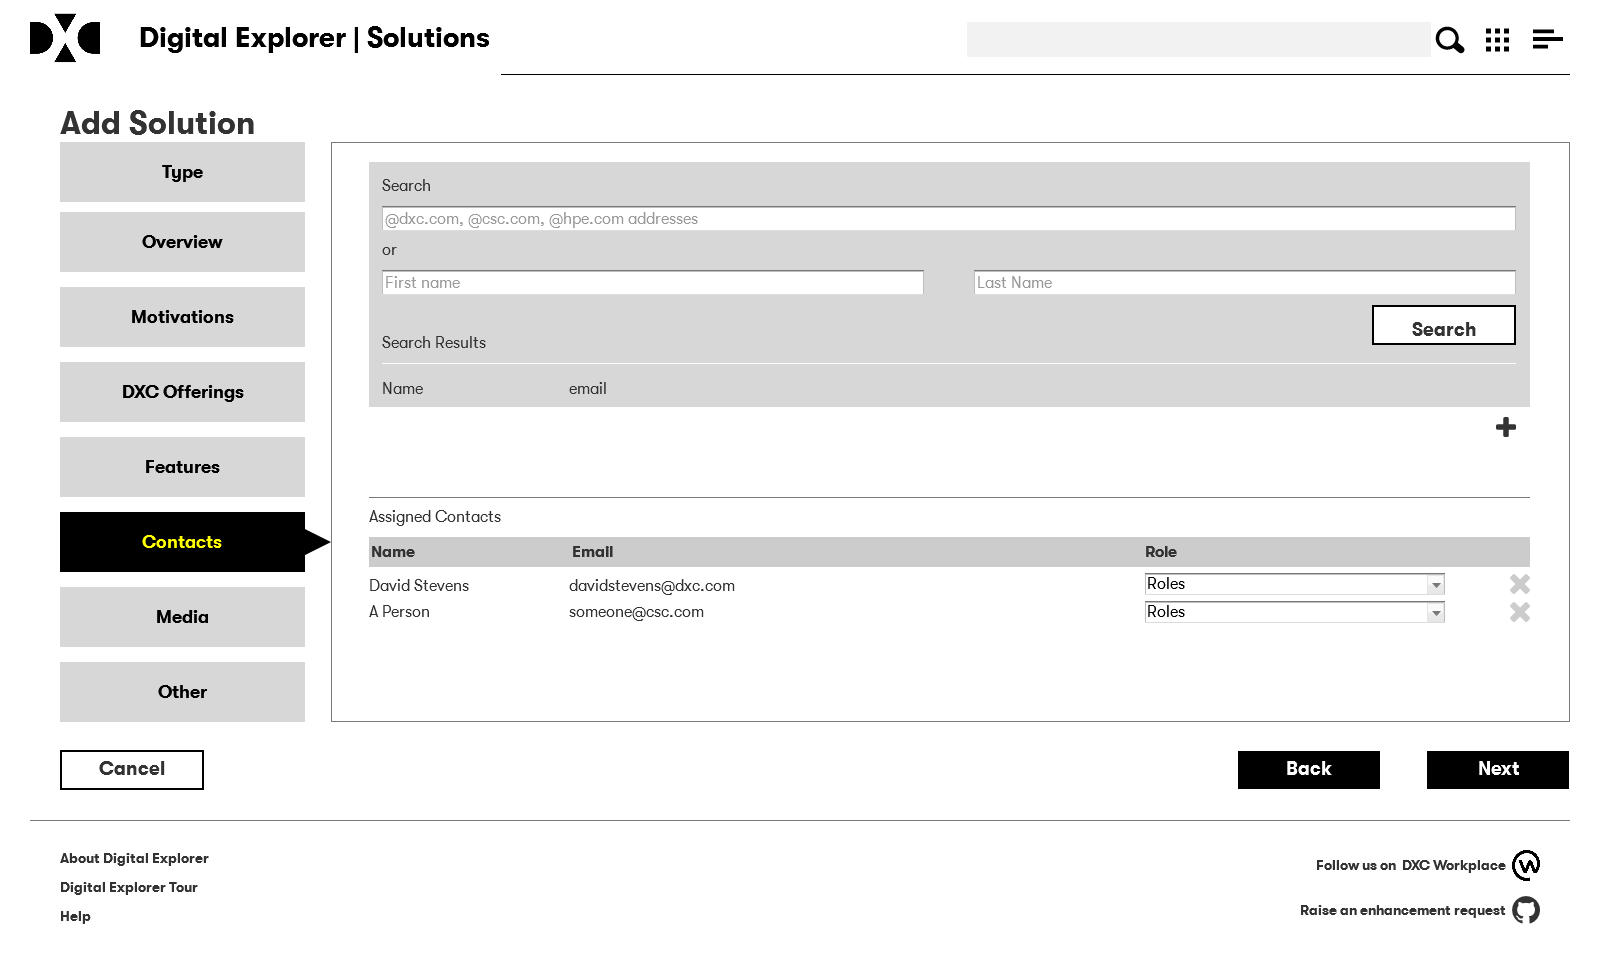 DXC Digital Explorer | Solutions
Add Solution
Type
Overview
Motivations
DXC Offerings
Features
Contacts
Media
Other
Search
@dxc.com, @csc.com, @hpe.com addresses
or
First name Last Name
Search
Search Results
Name email
Assigned Contacts
Name Email Role
David Stevens davidstevens@dxc.com Roles
A Person someone@csc.com Roles
Cancel Back Next
About Digital Explorer
Digital Explorer Tour
Help
Follow us on DXC Workplace
Raise an enhancement request